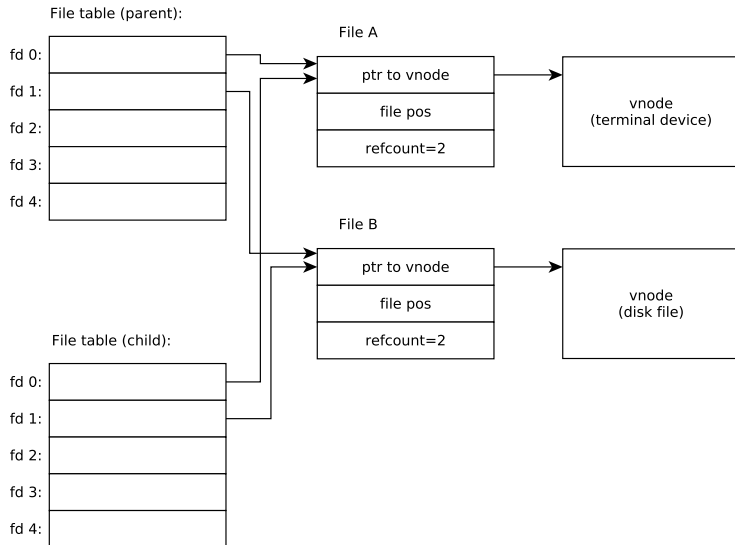 File table (parent):
fd 0:
fd 1:
fd 2:
fd 3:
fd 4:
File A
ptr to vnode
file pos
refcount=2
vnode
(terminal device)
File B
ptr to vnode
file pos
refcount=2
vnode
(disk file)
File table (child):
fd 0:
fd 1:
fd 2:
fd 3:
fd 4: